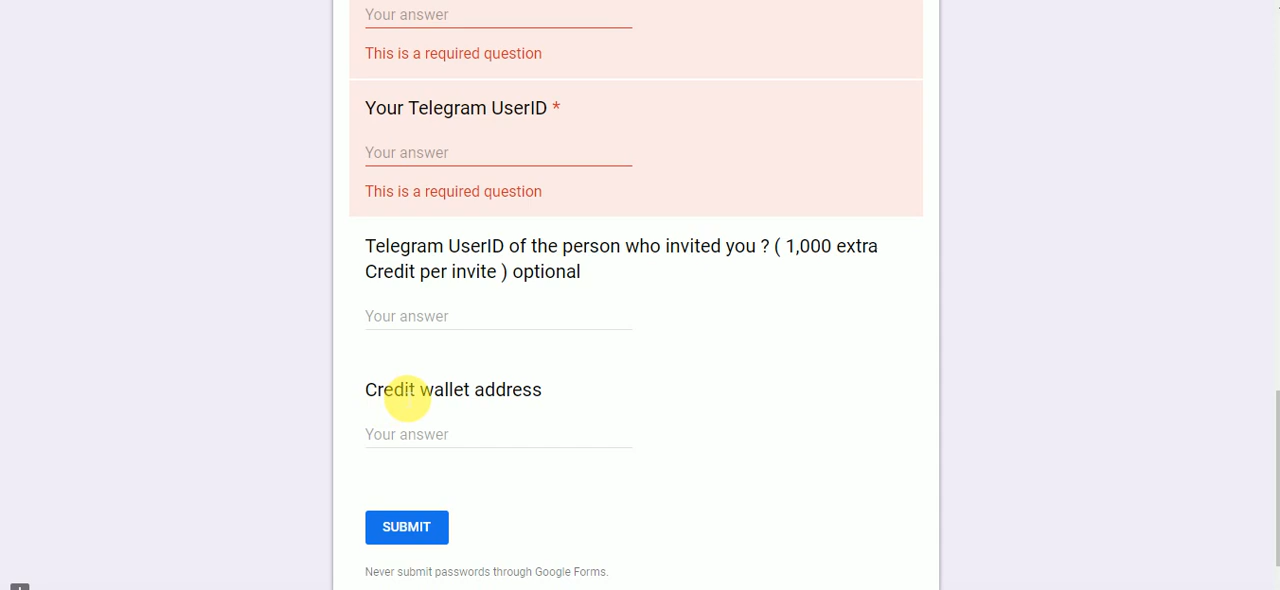 Your answer
This is a required question
Your Telegram UserID *
Your answer
This is a required question
Telegram UserID of the person who invited you ? ( 1,000 extra
Credit per invite ) optional
Your answer
Credit wallet address
Your answer
SUBMIT
Never submit passwords through Google Forms.